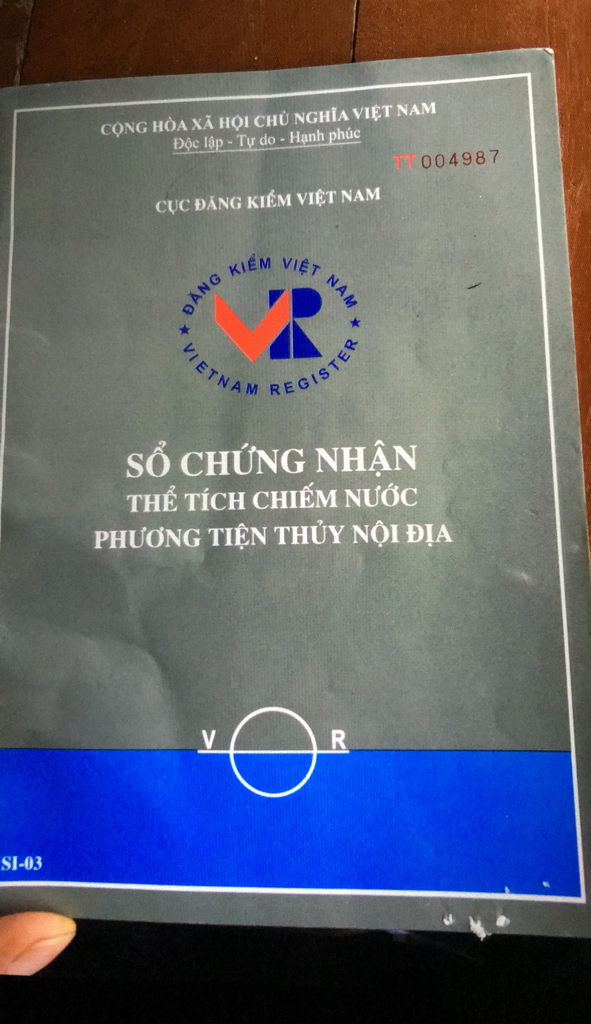 CỘNG HÒA XÃ HỘI CHỦ NGHĨA VIỆT NAM
Độc lập - Tự do - Hạnh phúc
TT 004987
CỤC ĐĂNG KIỂM VIỆT NAM
★ ĐĂNG KIỂM VIỆT NAM ★
VR
VIETNAM REGISTER
SỔ CHỨNG NHẬN
THỂ TÍCH CHIẾM NƯỚC
PHƯƠNG TIỆN THỦY NỘI ĐỊA
V R
SI-03